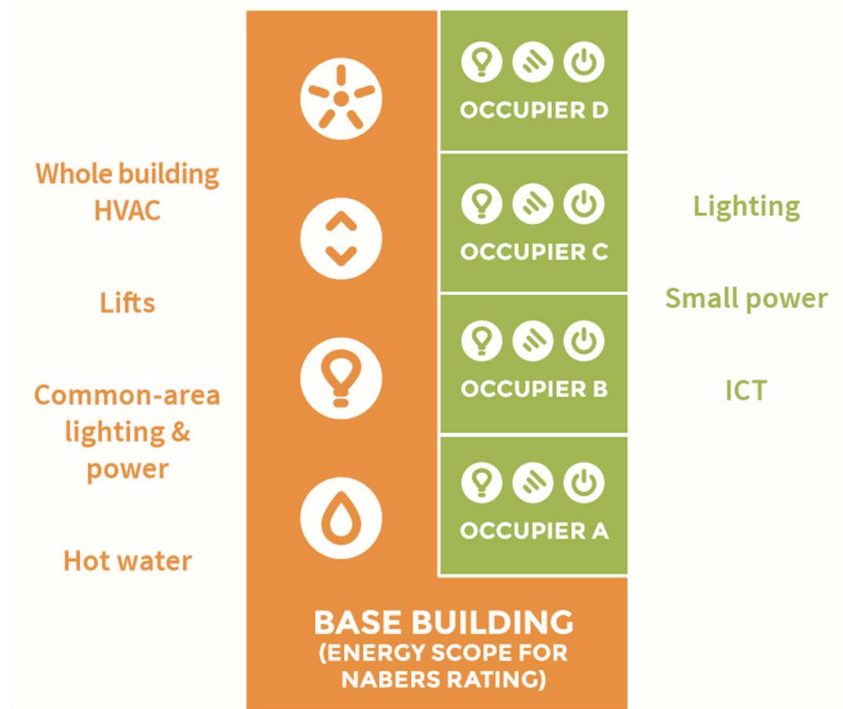 Whole building
HVAC
Lifts
Common-area
lighting &
power
Hot water
OCCUPIER D
OCCUPIER C
OCCUPIER B
OCCUPIER A
BASE BUILDING
(ENERGY SCOPE FOR
NABERS RATING)
Lighting
Small power
ICT